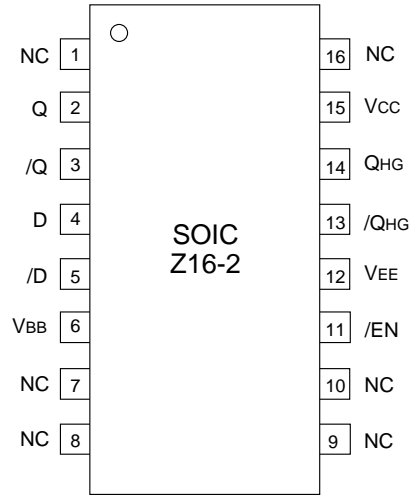 NC 1 16 NC
Q 2 15 VCC
/Q 3 14 QHG
D 4 13 /QHG
SOIC
Z16-2
/D 5 12 VEE
VBB 6 11 /EN
NC 7 10 NC
NC 8 9 NC